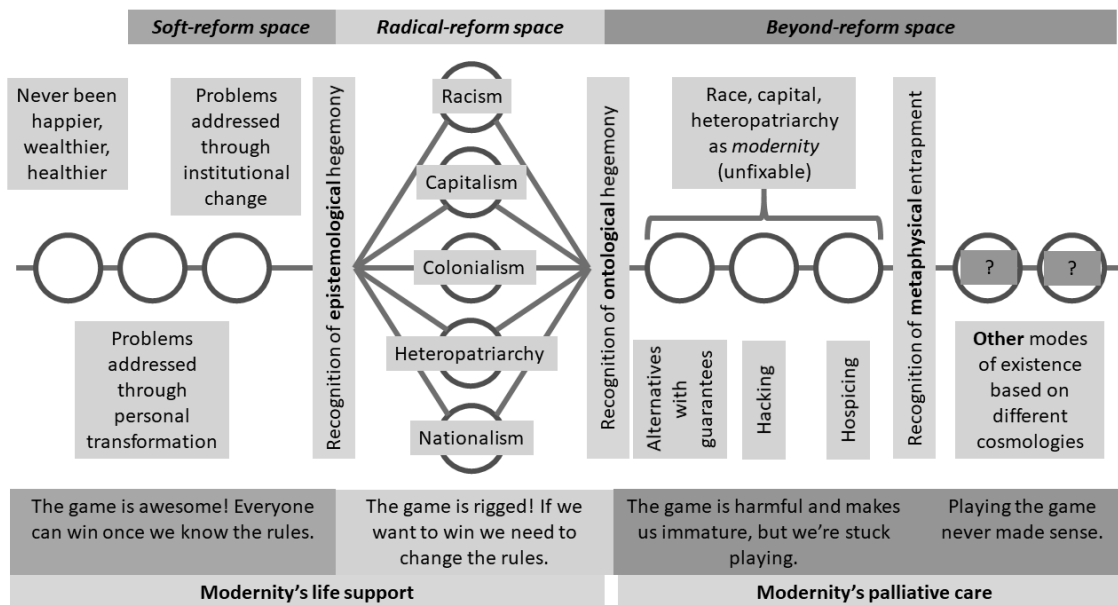 Soft-reform space
Radical-reform space
Beyond-reform space
Never been
happier,
wealthier,
healthier
Problems
addressed
through
institutional
change
Problems
addressed
through
personal
transformation
Recognition of epistemological hegemony
Racism
Capitalism
Colonialism
Heteropatriarchy
Nationalism
Recognition of ontological hegemony
Race, capital,
heteropatriarchy
as modernity
(unfixable)
Alternatives
with
guarantees
Hacking
Hospicing
Recognition of metaphysical entrapment
?
?
Other modes
of existence
based on
different
cosmologies
The game is awesome! Everyone
can win once we know the rules.
The game is rigged! If we
want to win we need to
change the rules.
The game is harmful and makes
us immature, but we’re stuck
playing.
Playing the game
never made sense.
Modernity’s life support
Modernity’s palliative care